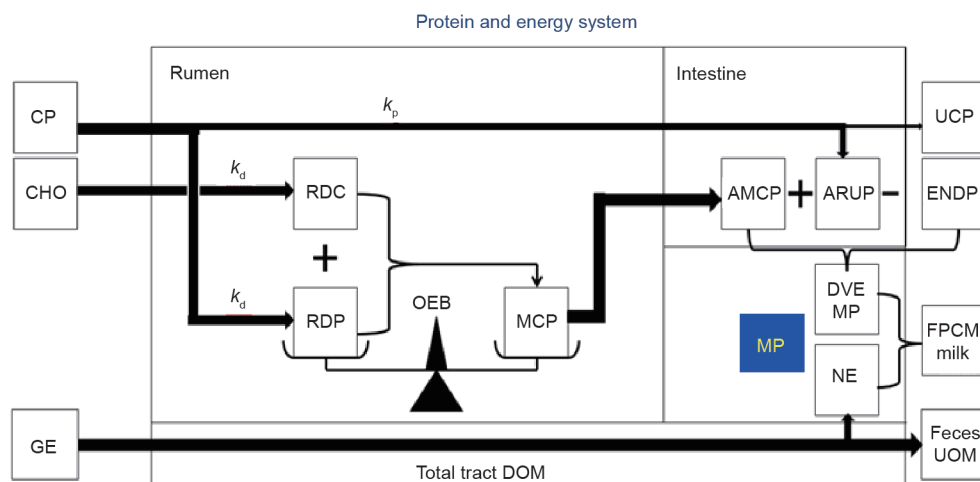 Protein and energy system
Rumen
Intestine
CP
kp
UCP
CHO
kd
RDC
AMCP
+
ARUP
−
ENDP
+
kd
RDP
OEB
MCP
DVE
MP
MP
FPCM
milk
NE
GE
Feces
UOM
Total tract DOM